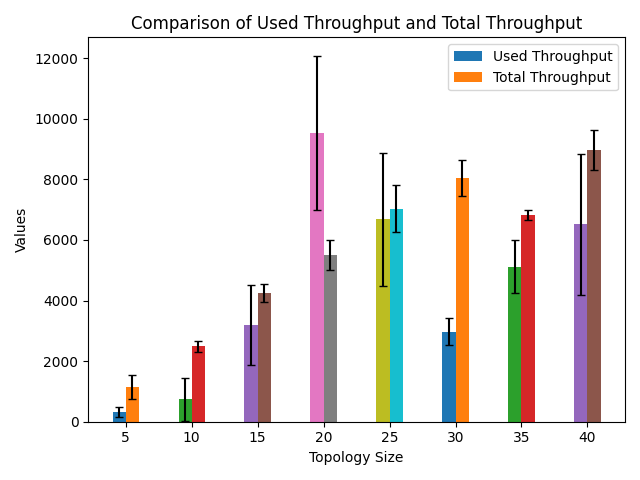 Comparison of Used Throughput and Total Throughput
Used Throughput
Total Throughput
12000
10000
8000
6000
4000
2000
0
Values
5 10 15 20 25 30 35 40
Topology Size